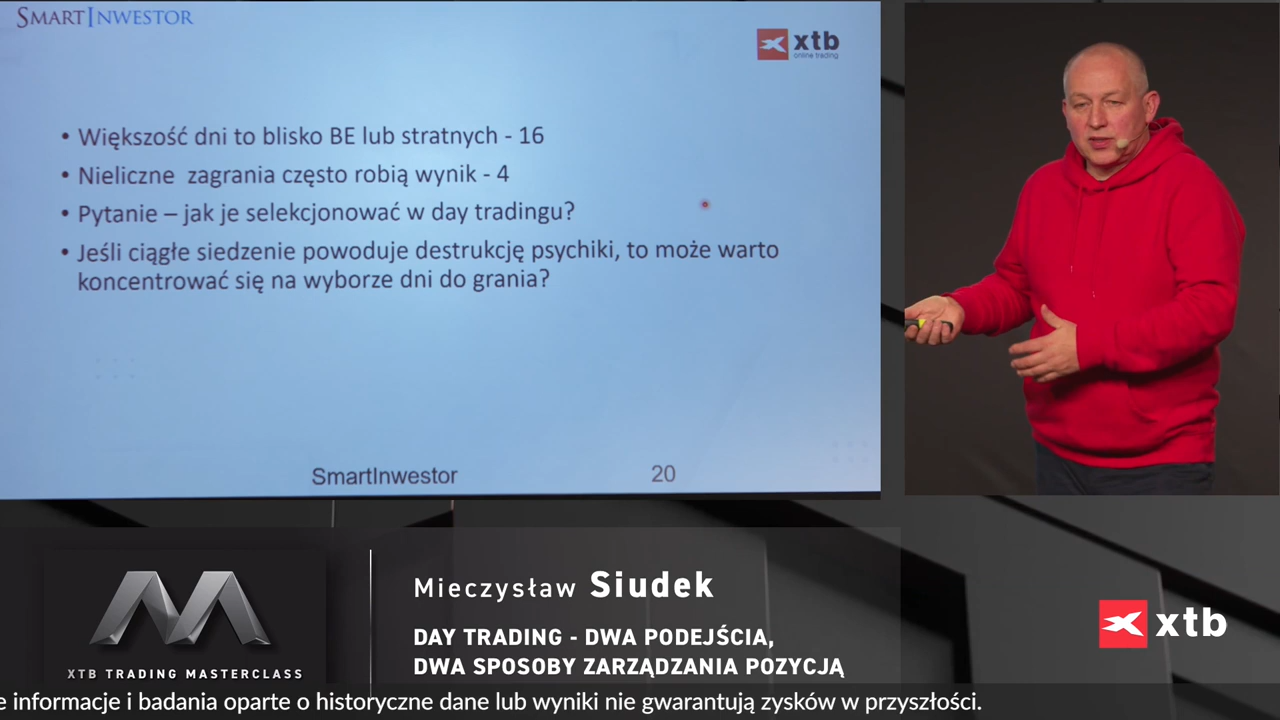 SMARTINWESTOR
xtb
online trading
• Większość dni to blisko BE lub stratnych - 16
• Nieliczne zagrania często robią wynik - 4
• Pytanie – jak je selekcjonować w day tradingu?
• Jeśli ciągłe siedzenie powoduje destrukcję psychiki, to może warto
koncentrować się na wyborze dni do grania?
SmartInwestor 20
Mieczysław Siudek
DAY TRADING - DWA PODEJŚCIA,
DWA SPOSOBY ZARZĄDZANIA POZYCJĄ
XTB TRADING MASTERCLASS
xtb
e informacje i badania oparte o historyczne dane lub wyniki nie gwarantują zysków w przyszłości.